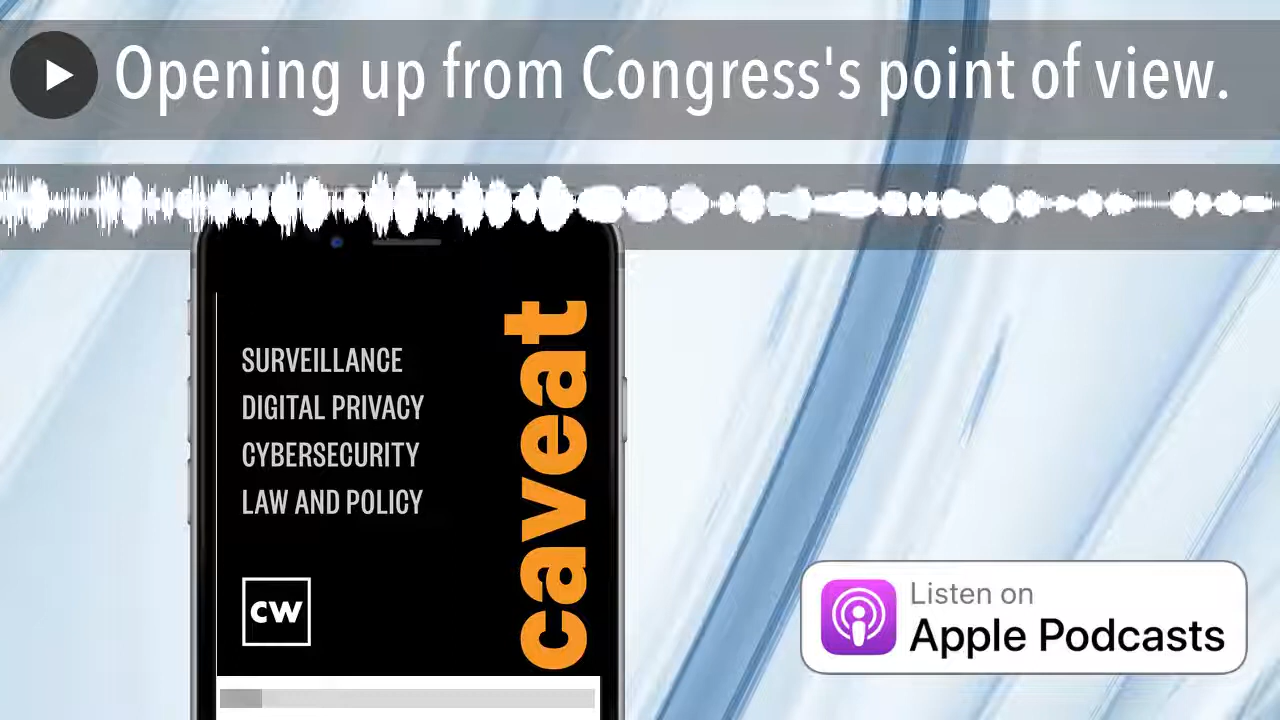 Opening up from Congress's point of view.
SURVEILLANCE
DIGITAL PRIVACY
CYBERSECURITY
LAW AND POLICY
caveat
CW
Listen on
Apple Podcasts